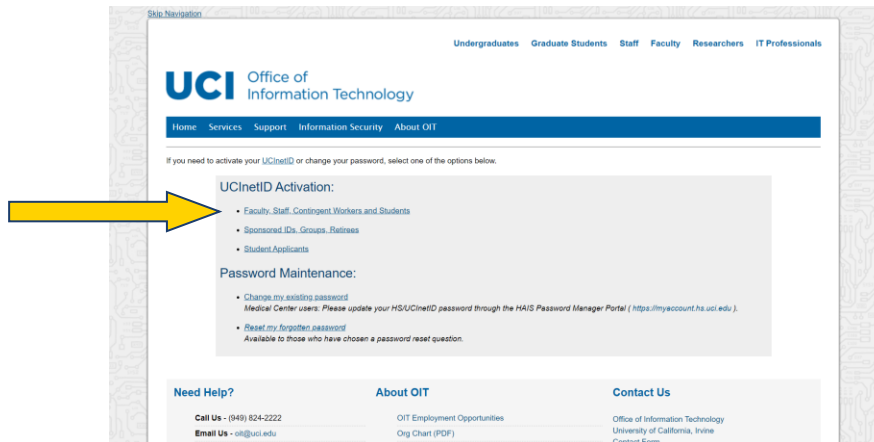 Skip Navigation
Undergraduates Graduate Students Staff Faculty Researchers IT Professionals
UCI Office of
Information Technology
Home Services Support Information Security About OIT
If you need to activate your UCInetID or change your password, select one of the options below.
UCInetID Activation:
• Faculty, Staff, Contingent Workers and Students
• Sponsored IDs, Groups, Retirees
• Student Applicants
Password Maintenance:
• Change my existing password
Medical Center users: Please update your HS/UCInetID password through the HAIS Password Manager Portal ( https://myaccount.hs.uci.edu ).
• Reset my forgotten password
Available to those who have chosen a password reset question.
Need Help?
Call Us - (949) 824-2222
Email Us - oit@uci.edu
About OIT
OIT Employment Opportunities
Org Chart (PDF)
Contact Us
Office of Information Technology
University of California, Irvine
Contact Form